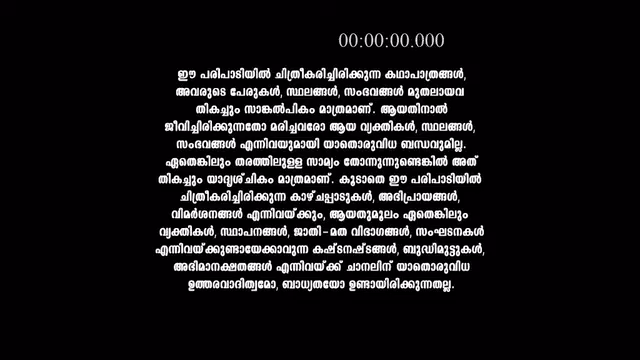 00:00:00.000
ഈ പരിപാടിയിൽ ചിത്രീകരിച്ചിരിക്കുന്ന കഥാപാത്രങ്ങൾ,
അവരുടെ പേരുകൾ, സ്ഥലങ്ങൾ, സംഭവങ്ങൾ മുതലായവ
തികച്ചും സാങ്കൽപികം മാത്രമാണ്. ആയതിനാൽ
ജീവിച്ചിരിക്കുന്നതോ മരിച്ചവരോ ആയ വ്യക്തികൾ, സ്ഥലങ്ങൾ,
സംഭവങ്ങൾ എന്നിവയുമായി യാതൊരുവിധ ബന്ധവുമില്ല.
ഏതെങ്കിലും തരത്തിലുള്ള സാമ്യം തോന്നുന്നുണ്ടെങ്കിൽ അത്
തികച്ചും യാദൃശ്ചികം മാത്രമാണ്. കൂടാതെ ഈ പരിപാടിയിൽ
ചിത്രീകരിച്ചിരിക്കുന്ന കാഴ്ചപ്പാടുകൾ, അഭിപ്രായങ്ങൾ,
വിമർശനങ്ങൾ എന്നിവയ്ക്കും, ആയതുമൂലം ഏതെങ്കിലും
വ്യക്തികൾ, സ്ഥാപനങ്ങൾ, ജാതി-മത വിഭാഗങ്ങൾ, സംഘടനകൾ
എന്നിവയ്ക്കുണ്ടായേക്കാവുന്ന കഷ്ടനഷ്ടങ്ങൾ, ബുദ്ധിമുട്ടുകൾ,
അഭിമാനക്ഷതങ്ങൾ എന്നിവയ്ക്ക് ചാനലിന് യാതൊരുവിധ
ഉത്തരവാദിത്വമോ, ബാധ്യതയോ ഉണ്ടായിരിക്കുന്നതല്ല.